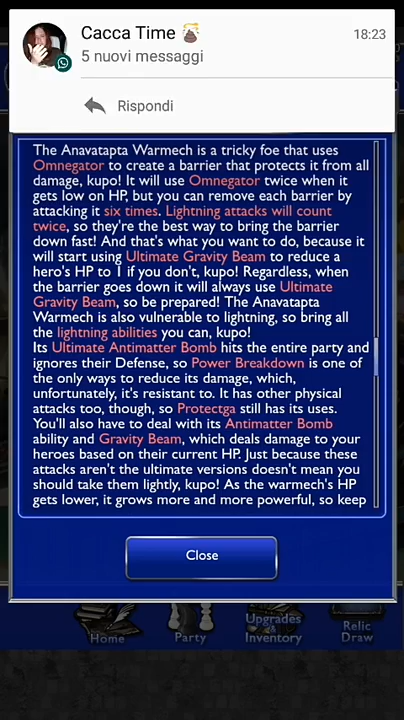 Cacca Time 💩
18:23
5 nuovi messaggi
Rispondi
The Anavatapta Warmech is a tricky foe that uses
Omnegator to create a barrier that protects it from all
damage, kupo! It will use Omnegator twice when it
gets low on HP, but you can remove each barrier by
attacking it six times. Lightning attacks will count
twice, so they're the best way to bring the barrier
down fast! And that's what you want to do, because it
will start using Ultimate Gravity Beam to reduce a
hero's HP to 1 if you don't, kupo! Regardless, when
the barrier goes down it will always use Ultimate
Gravity Beam, so be prepared! The Anavatapta
Warmech is also vulnerable to lightning, so bring all
the lightning abilities you can, kupo!
Its Ultimate Antimatter Bomb hits the entire party and
ignores their Defense, so Power Breakdown is one of
the only ways to reduce its damage, which,
unfortunately, it's resistant to. It has other physical
attacks too, though, so Protectga still has its uses.
You'll also have to deal with its Antimatter Bomb
ability and Gravity Beam, which deals damage to your
heroes based on their current HP. Just because these
attacks aren't the ultimate versions doesn't mean you
should take them lightly, kupo! As the warmech's HP
gets lower, it grows more and more powerful, so keep
Close
Home
Party
Upgrades
&
Inventory
Relic
Draw